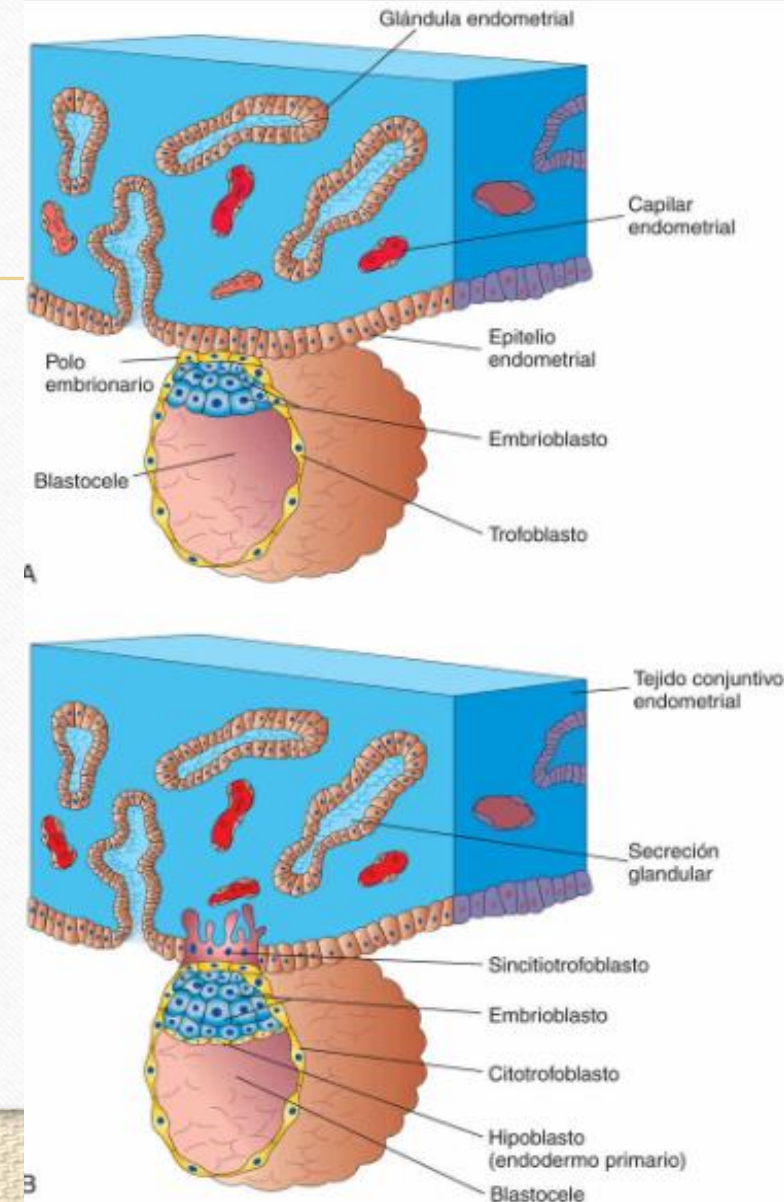 Glándula endometrial
Capilar
endometrial
Epitelio
endometrial
Polo
embrionario
Embrioblasto
Blastocele
Trofoblasto
A
Tejido conjuntivo
endometrial
Secreción
glandular
Sincitiotrofoblasto
Embrioblasto
Citotrofoblasto
Hipoblasto
(endodermo primario)
Blastocele
B